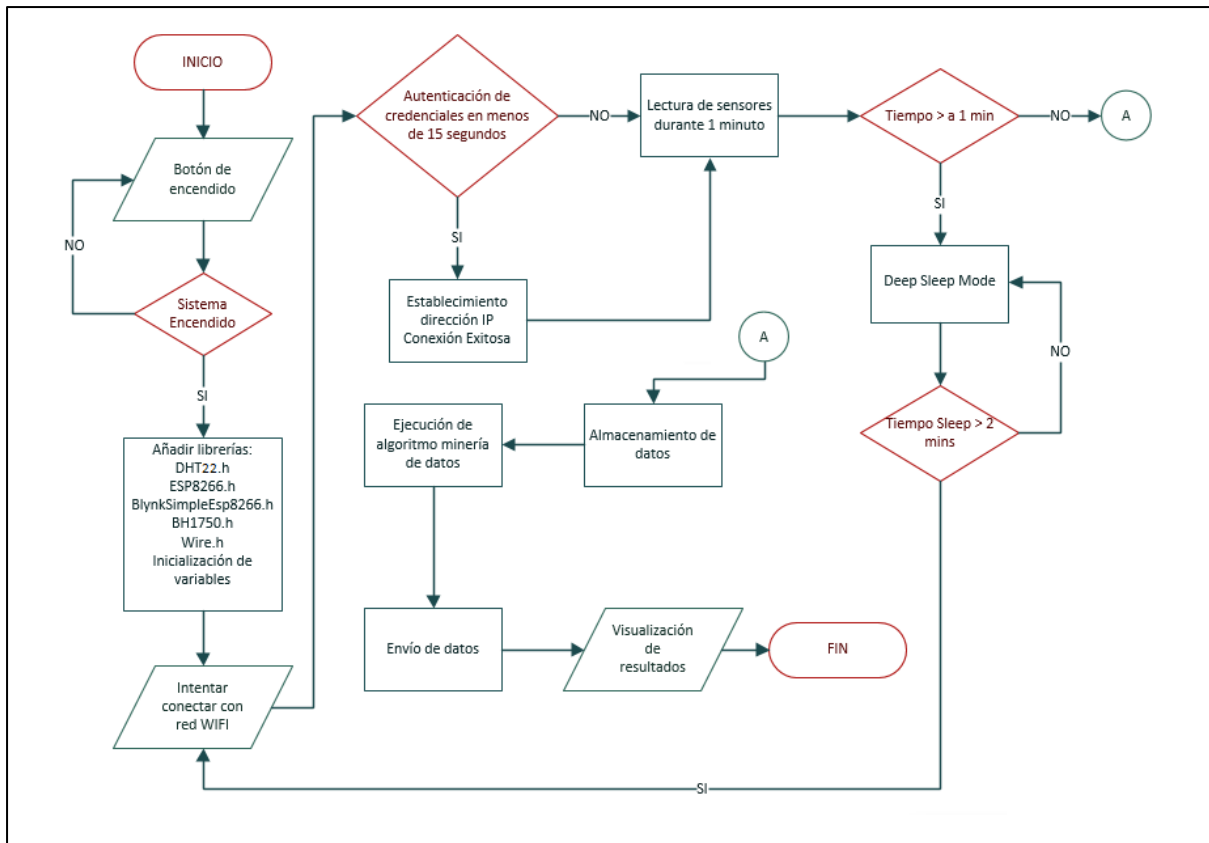 INICIO
Botón de
encendido
NO
Sistema
Encendido
SI
Añadir librerías:
DHT22.h
ESP8266.h
BlynkSimpleEsp8266.h
BH1750.h
Wire.h
Inicialización de
variables
Intentar
conectar con
red WIFI
Autenticación de
credenciales en menos
de 15 segundos
NO
SI
Establecimiento
dirección IP
Conexión Exitosa
Lectura de sensores
durante 1 minuto
Tiempo > a 1 min
NO
A
SI
Deep Sleep Mode
NO
Tiempo Sleep > 2
mins
SI
A
Almacenamiento de
datos
Ejecución de
algoritmo minería
de datos
Envío de datos
Visualización
de
resultados
FIN